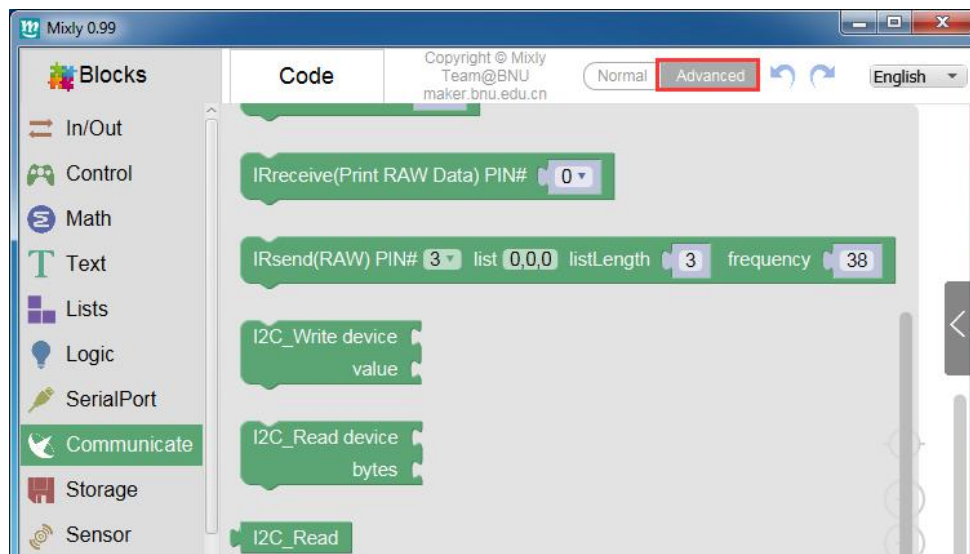 Mixly 0.99
Blocks
Code
Copyright © Mixly
Team@BNU
maker.bnu.edu.cn
Normal
Advanced
English
In/Out
Control
Math
Text
Lists
Logic
SerialPort
Communicate
Storage
Sensor
IRreceive(Print RAW Data) PIN# 0
IRsend(RAW) PIN# 3 list 0,0,0 listLength 3 frequency 38
I2C_Write device
value
I2C_Read device
bytes
I2C_Read